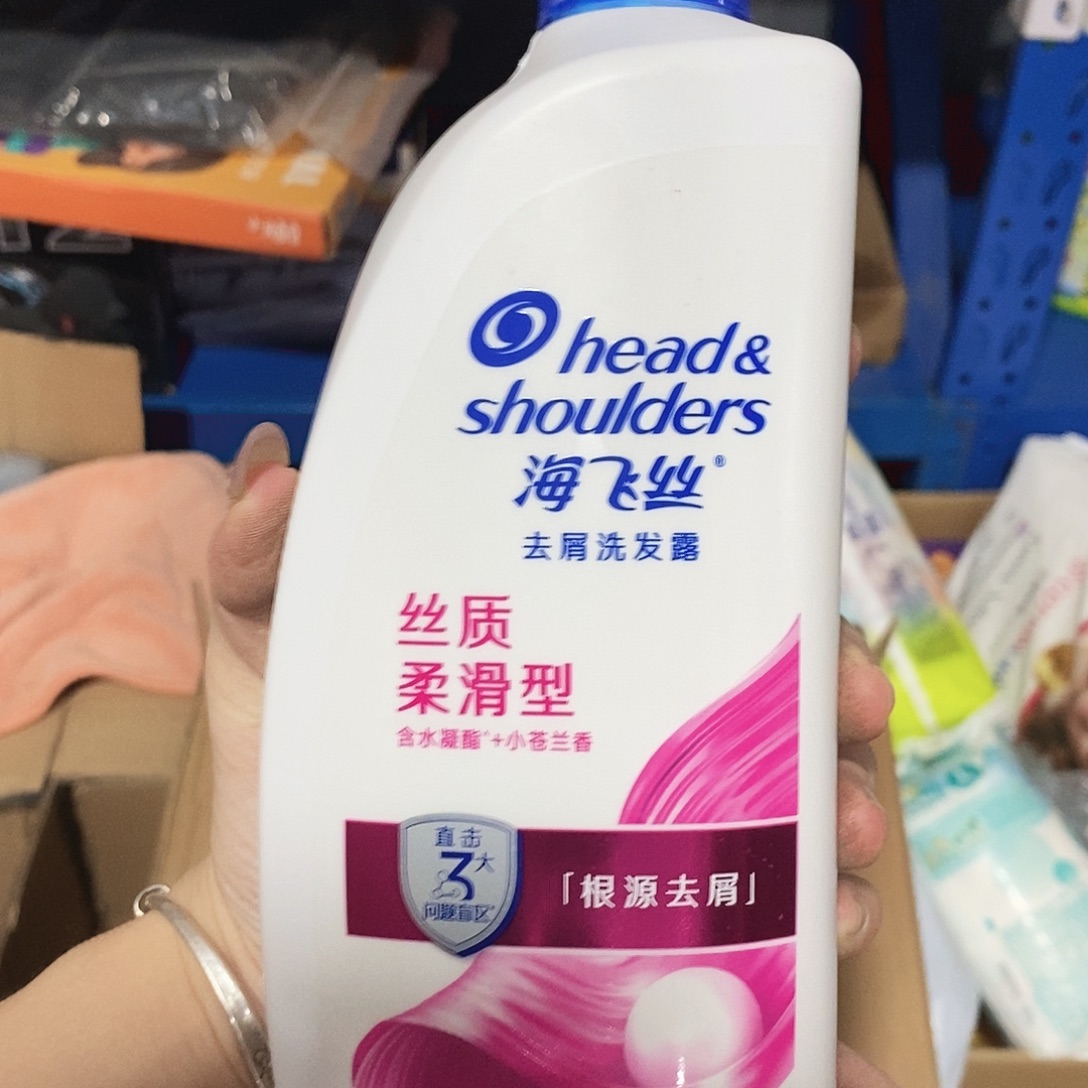 head &
shoulders
海飞丝®
去屑洗发露
丝质
柔滑型
含水凝酯^+小苍兰香
直击
3大
问题盲区
「根源去屑」